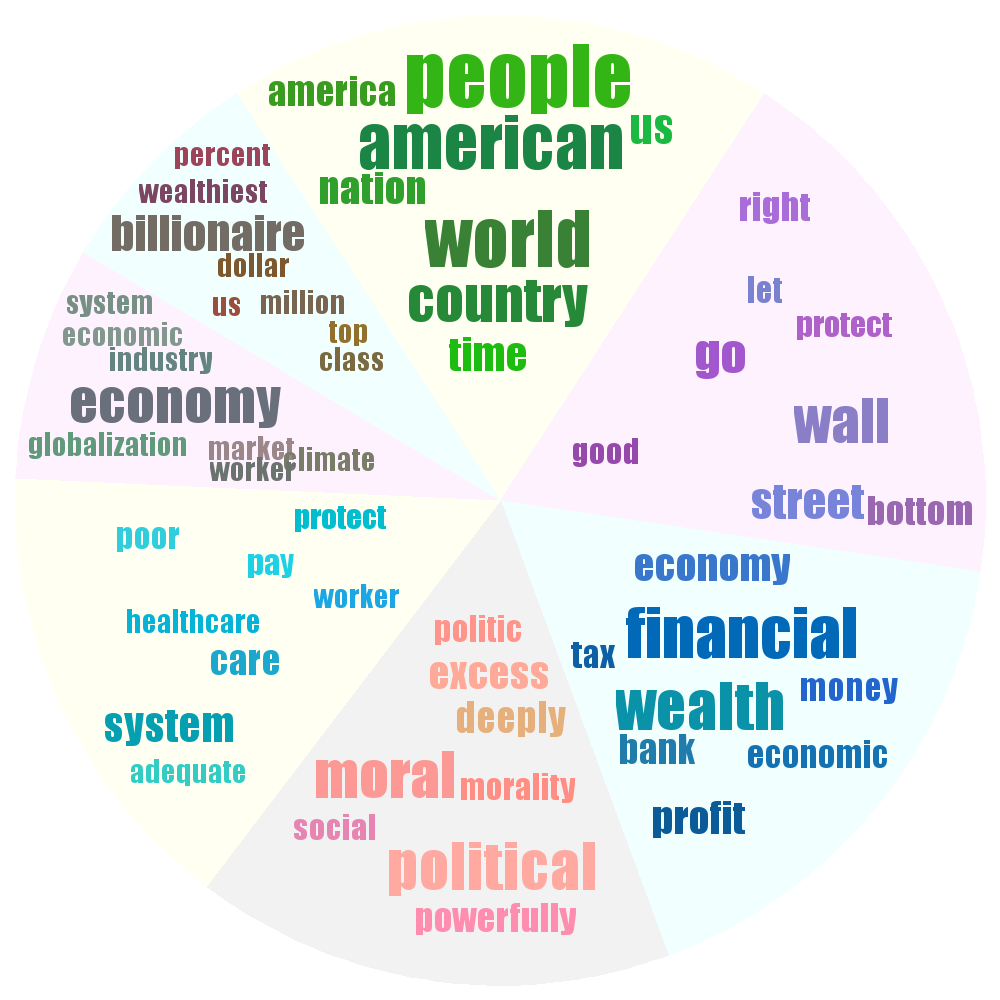 people
america
american
us
nation
world
country
time
percent
wealthiest
billionaire
dollar
us
million
top
class
system
economic
industry
economy
globalization
market
worker
climate
right
let
protect
go
wall
good
street
bottom
protect
poor
pay
worker
healthcare
care
system
adequate
politic
excess
deeply
moral
morality
social
political
powerfully
economy
financial
tax
wealth
money
bank
economic
profit